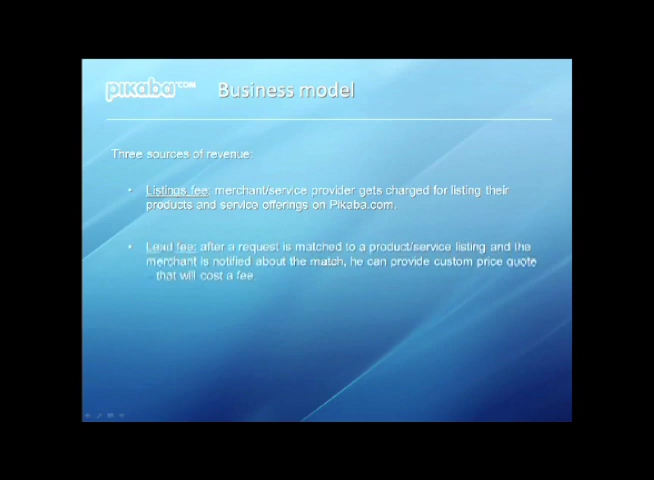 pikaba.com Business model
Three sources of revenue:
• Listings fee: merchant/service provider gets charged for listing their
products and service offerings on Pikaba.com.
• Lead fee: after a request is matched to a product/service listing and the
merchant is notified about the match, he can provide custom price quote
– that will cost a fee.